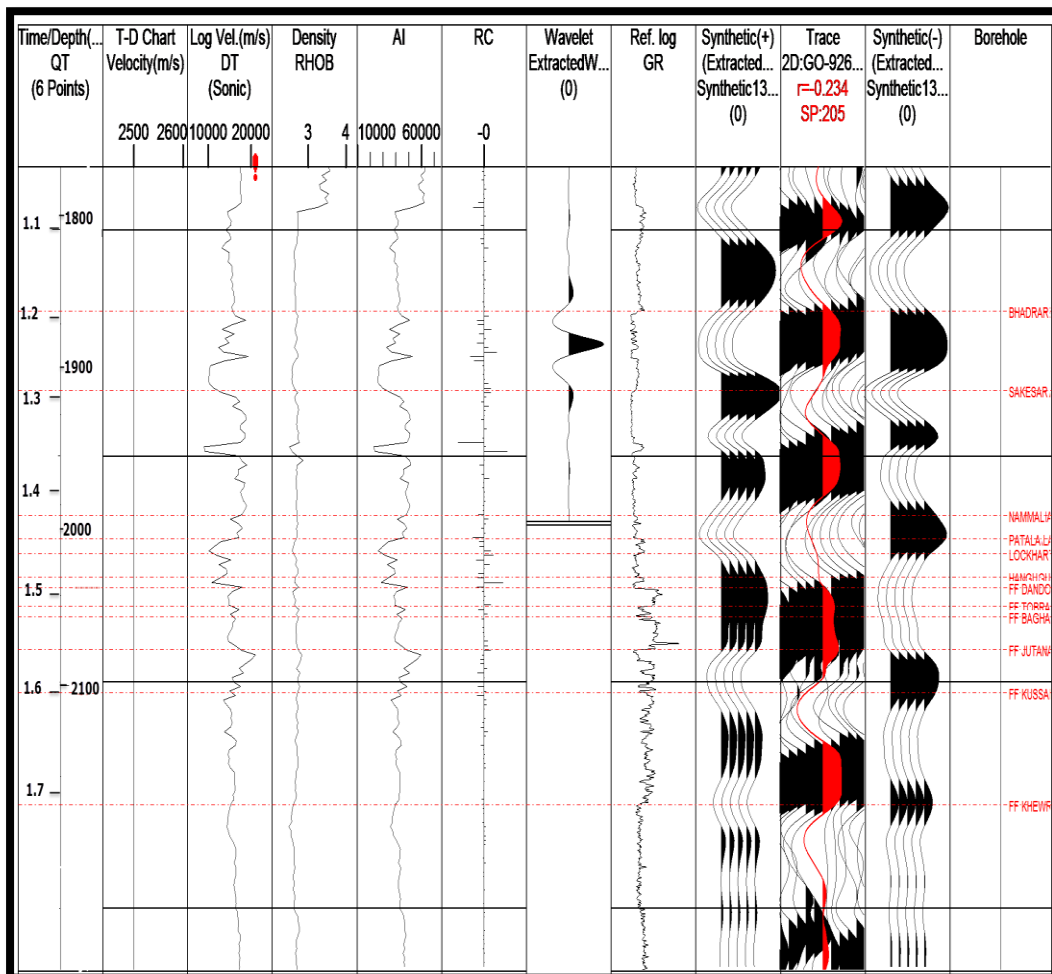 Time/Depth(...
QT
(6 Points)
T-D Chart
Velocity(m/s)
2500 2600
Log Vel.(m/s)
DT
(Sonic)
10000 20000
Density
RHOB
3 4
AI
10000 60000
RC
-0
Wavelet
ExtractedW...
(0)
Ref. log
GR
Synthetic(+)
(Extracted...
Synthetic13...
(0)
Trace
2D:GO-926...
r=-0.234
SP:205
Synthetic(-)
(Extracted...
Synthetic13...
(0)
Borehole
1.1
1800
1.2
BHADRAR
1900
1.3
SAKESAR
1.4
NAMMALIA
2000
PATALA.LA
LOCKHART
1.5
FF DANDO
FF TOBRA
FF BAGHA
FF JUTANA
1.6
2100
FF KUSSA
1.7
FF KHEWR